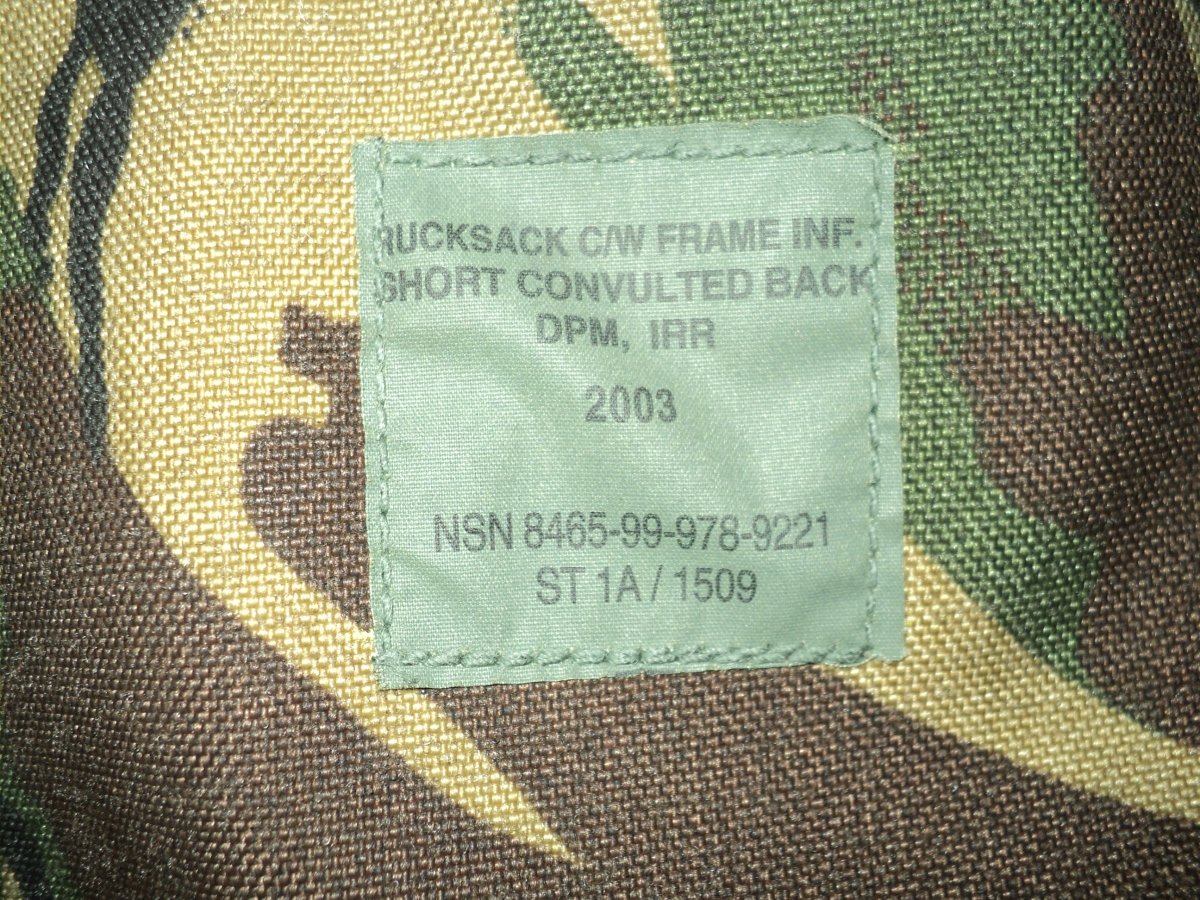 RUCKSACK C/W FRAME INF.
SHORT CONVULTED BACK
DPM, IRR
2003
NSN 8465-99-978-9221
ST 1A / 1509